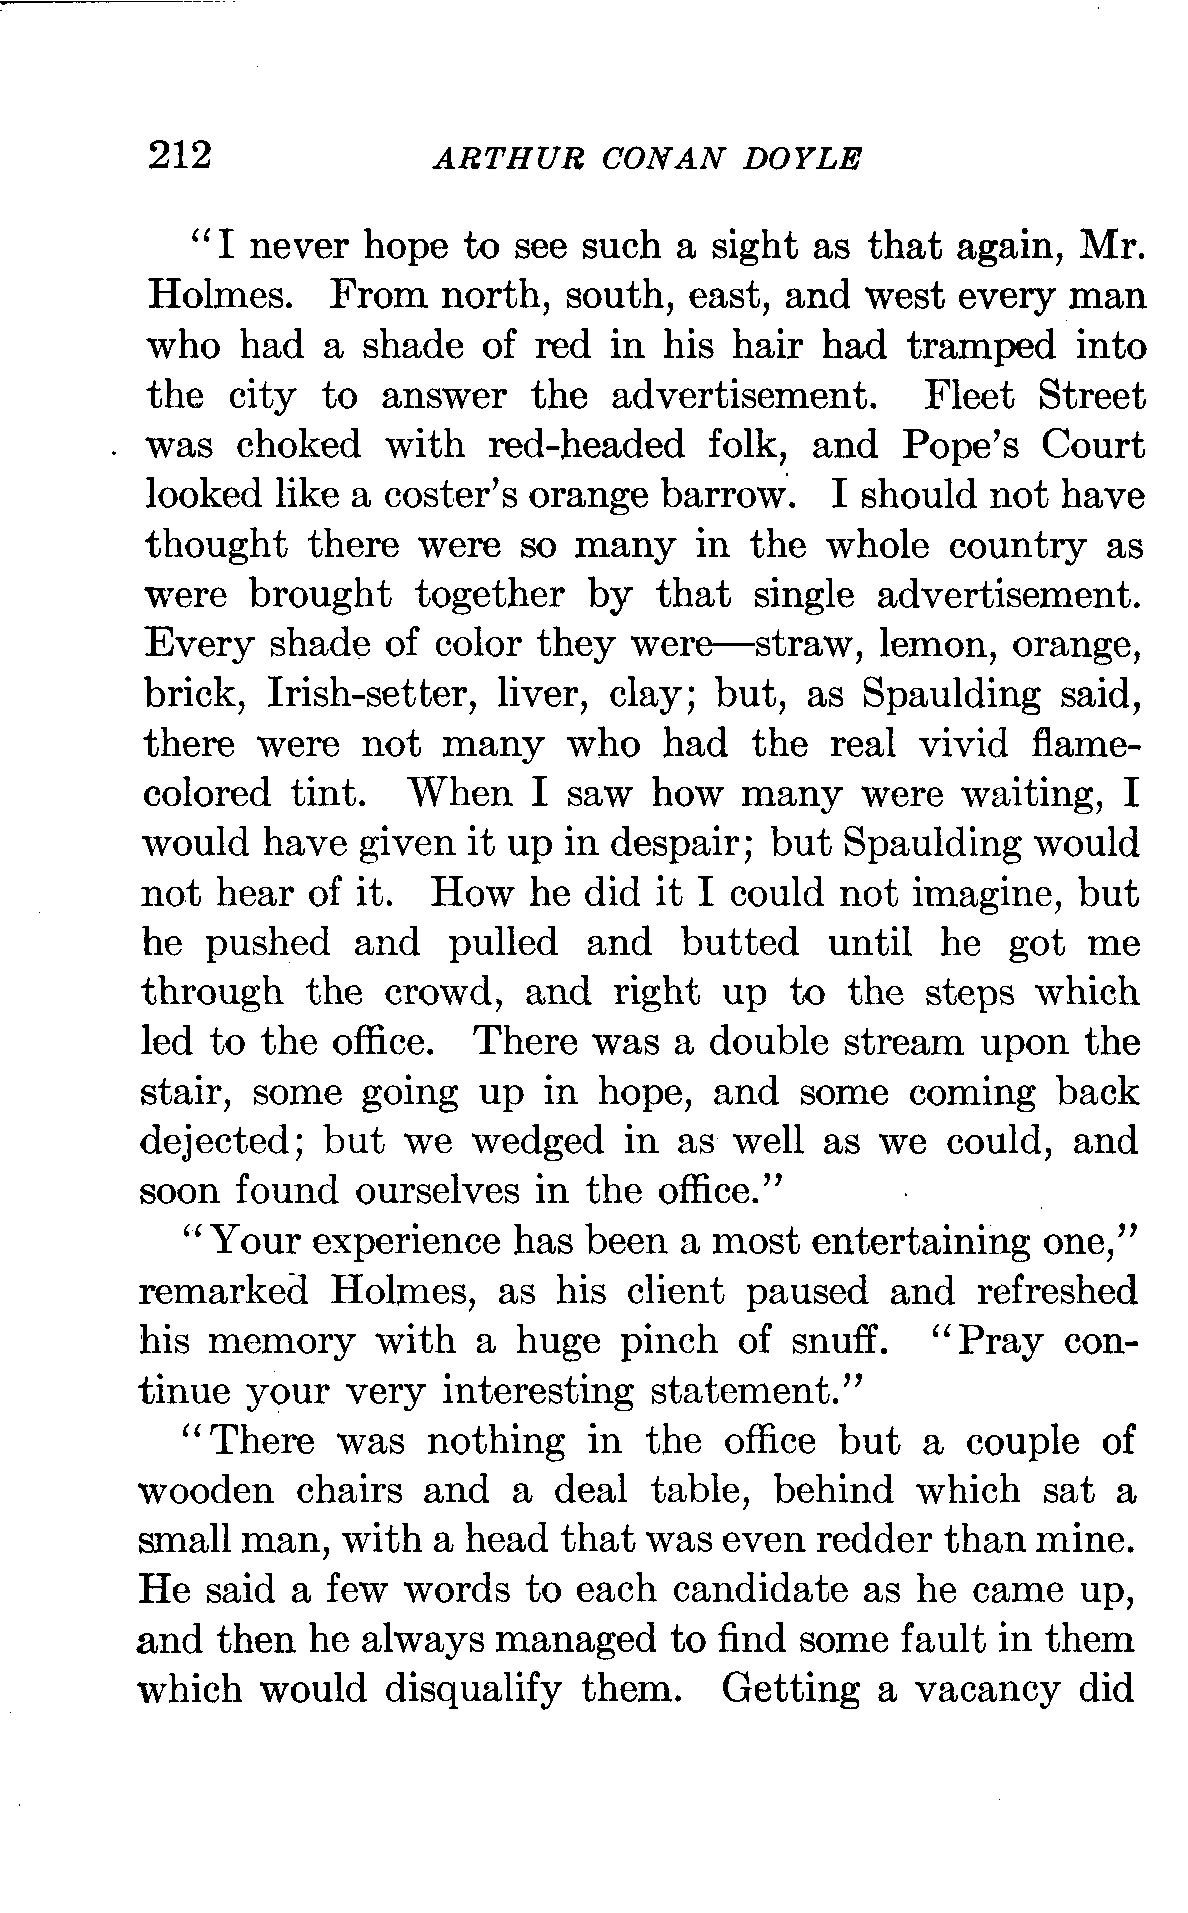 212 ARTHUR CONAN DOYLE
"I never hope to see such a sight as that again, Mr.
Holmes. From north, south, east, and west every man
who had a shade of red in his hair had tramped into
the city to answer the advertisement. Fleet Street
was choked with red-headed folk, and Pope's Court
looked like a coster's orange barrow. I should not have
thought there were so many in the whole country as
were brought together by that single advertisement.
Every shade of color they were—straw, lemon, orange,
brick, Irish-setter, liver, clay; but, as Spaulding said,
there were not many who had the real vivid flame-
colored tint. When I saw how many were waiting, I
would have given it up in despair; but Spaulding would
not hear of it. How he did it I could not imagine, but
he pushed and pulled and butted until he got me
through the crowd, and right up to the steps which
led to the office. There was a double stream upon the
stair, some going up in hope, and some coming back
dejected; but we wedged in as well as we could, and
soon found ourselves in the office."
"Your experience has been a most entertaining one,"
remarked Holmes, as his client paused and refreshed
his memory with a huge pinch of snuff. "Pray con-
tinue your very interesting statement."
"There was nothing in the office but a couple of
wooden chairs and a deal table, behind which sat a
small man, with a head that was even redder than mine.
He said a few words to each candidate as he came up,
and then he always managed to find some fault in them
which would disqualify them. Getting a vacancy did